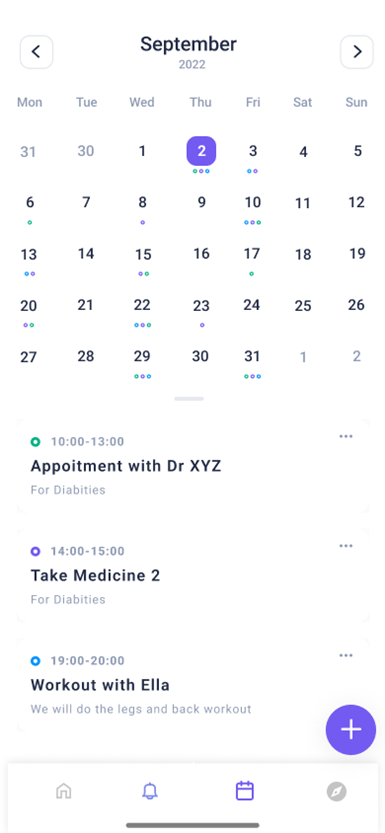 September
2022
Mon Tue Wed Thu Fri Sat Sun
31 30 1 2 3 4 5
6 7 8 9 10 11 12
13 14 15 16 17 18 19
20 21 22 23 24 25 26
27 28 29 30 31 1 2
10:00-13:00
Appoitment with Dr XYZ
For Diabities
14:00-15:00
Take Medicine 2
For Diabities
19:00-20:00
Workout with Ella
We will do the legs and back workout